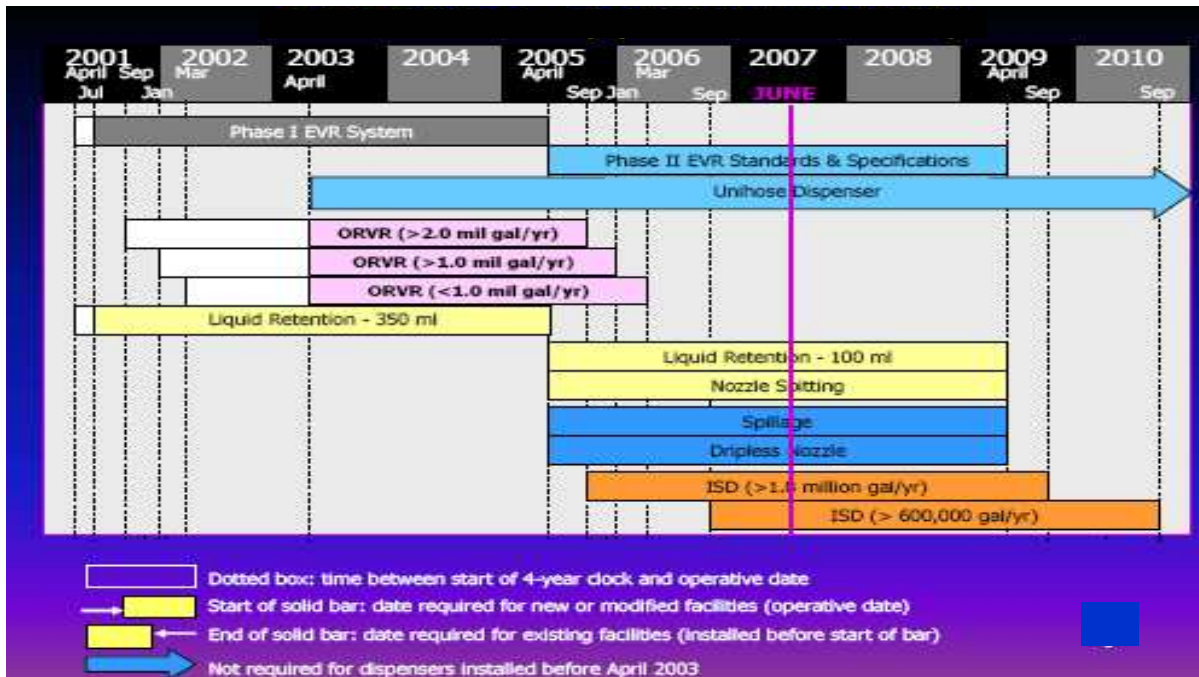 2001 2002 2003 2004 2005 2006 2007 2008 2009 2010
April Sep Mar April April Mar April
Jul Jan Sep Jan Sep JUNE Sep Sep
Phase I EVR System
Phase II EVR Standards & Specifications
Unihose Dispenser
ORVR (>2.0 mil gal/yr)
ORVR (>1.0 mil gal/yr)
ORVR (<1.0 mil gal/yr)
Liquid Retention - 350 ml
Liquid Retention - 100 ml
Nozzle Spitting
Spillage
Dripless Nozzle
ISD (>1.8 million gal/yr)
ISD (> 600,000 gal/yr)
Dotted box: time between start of 4-year clock and operative date
Start of solid bar: date required for new or modified facilities (operative date)
End of solid bar: date required for existing facilities (installed before start of bar)
Not required for dispensers installed before April 2003